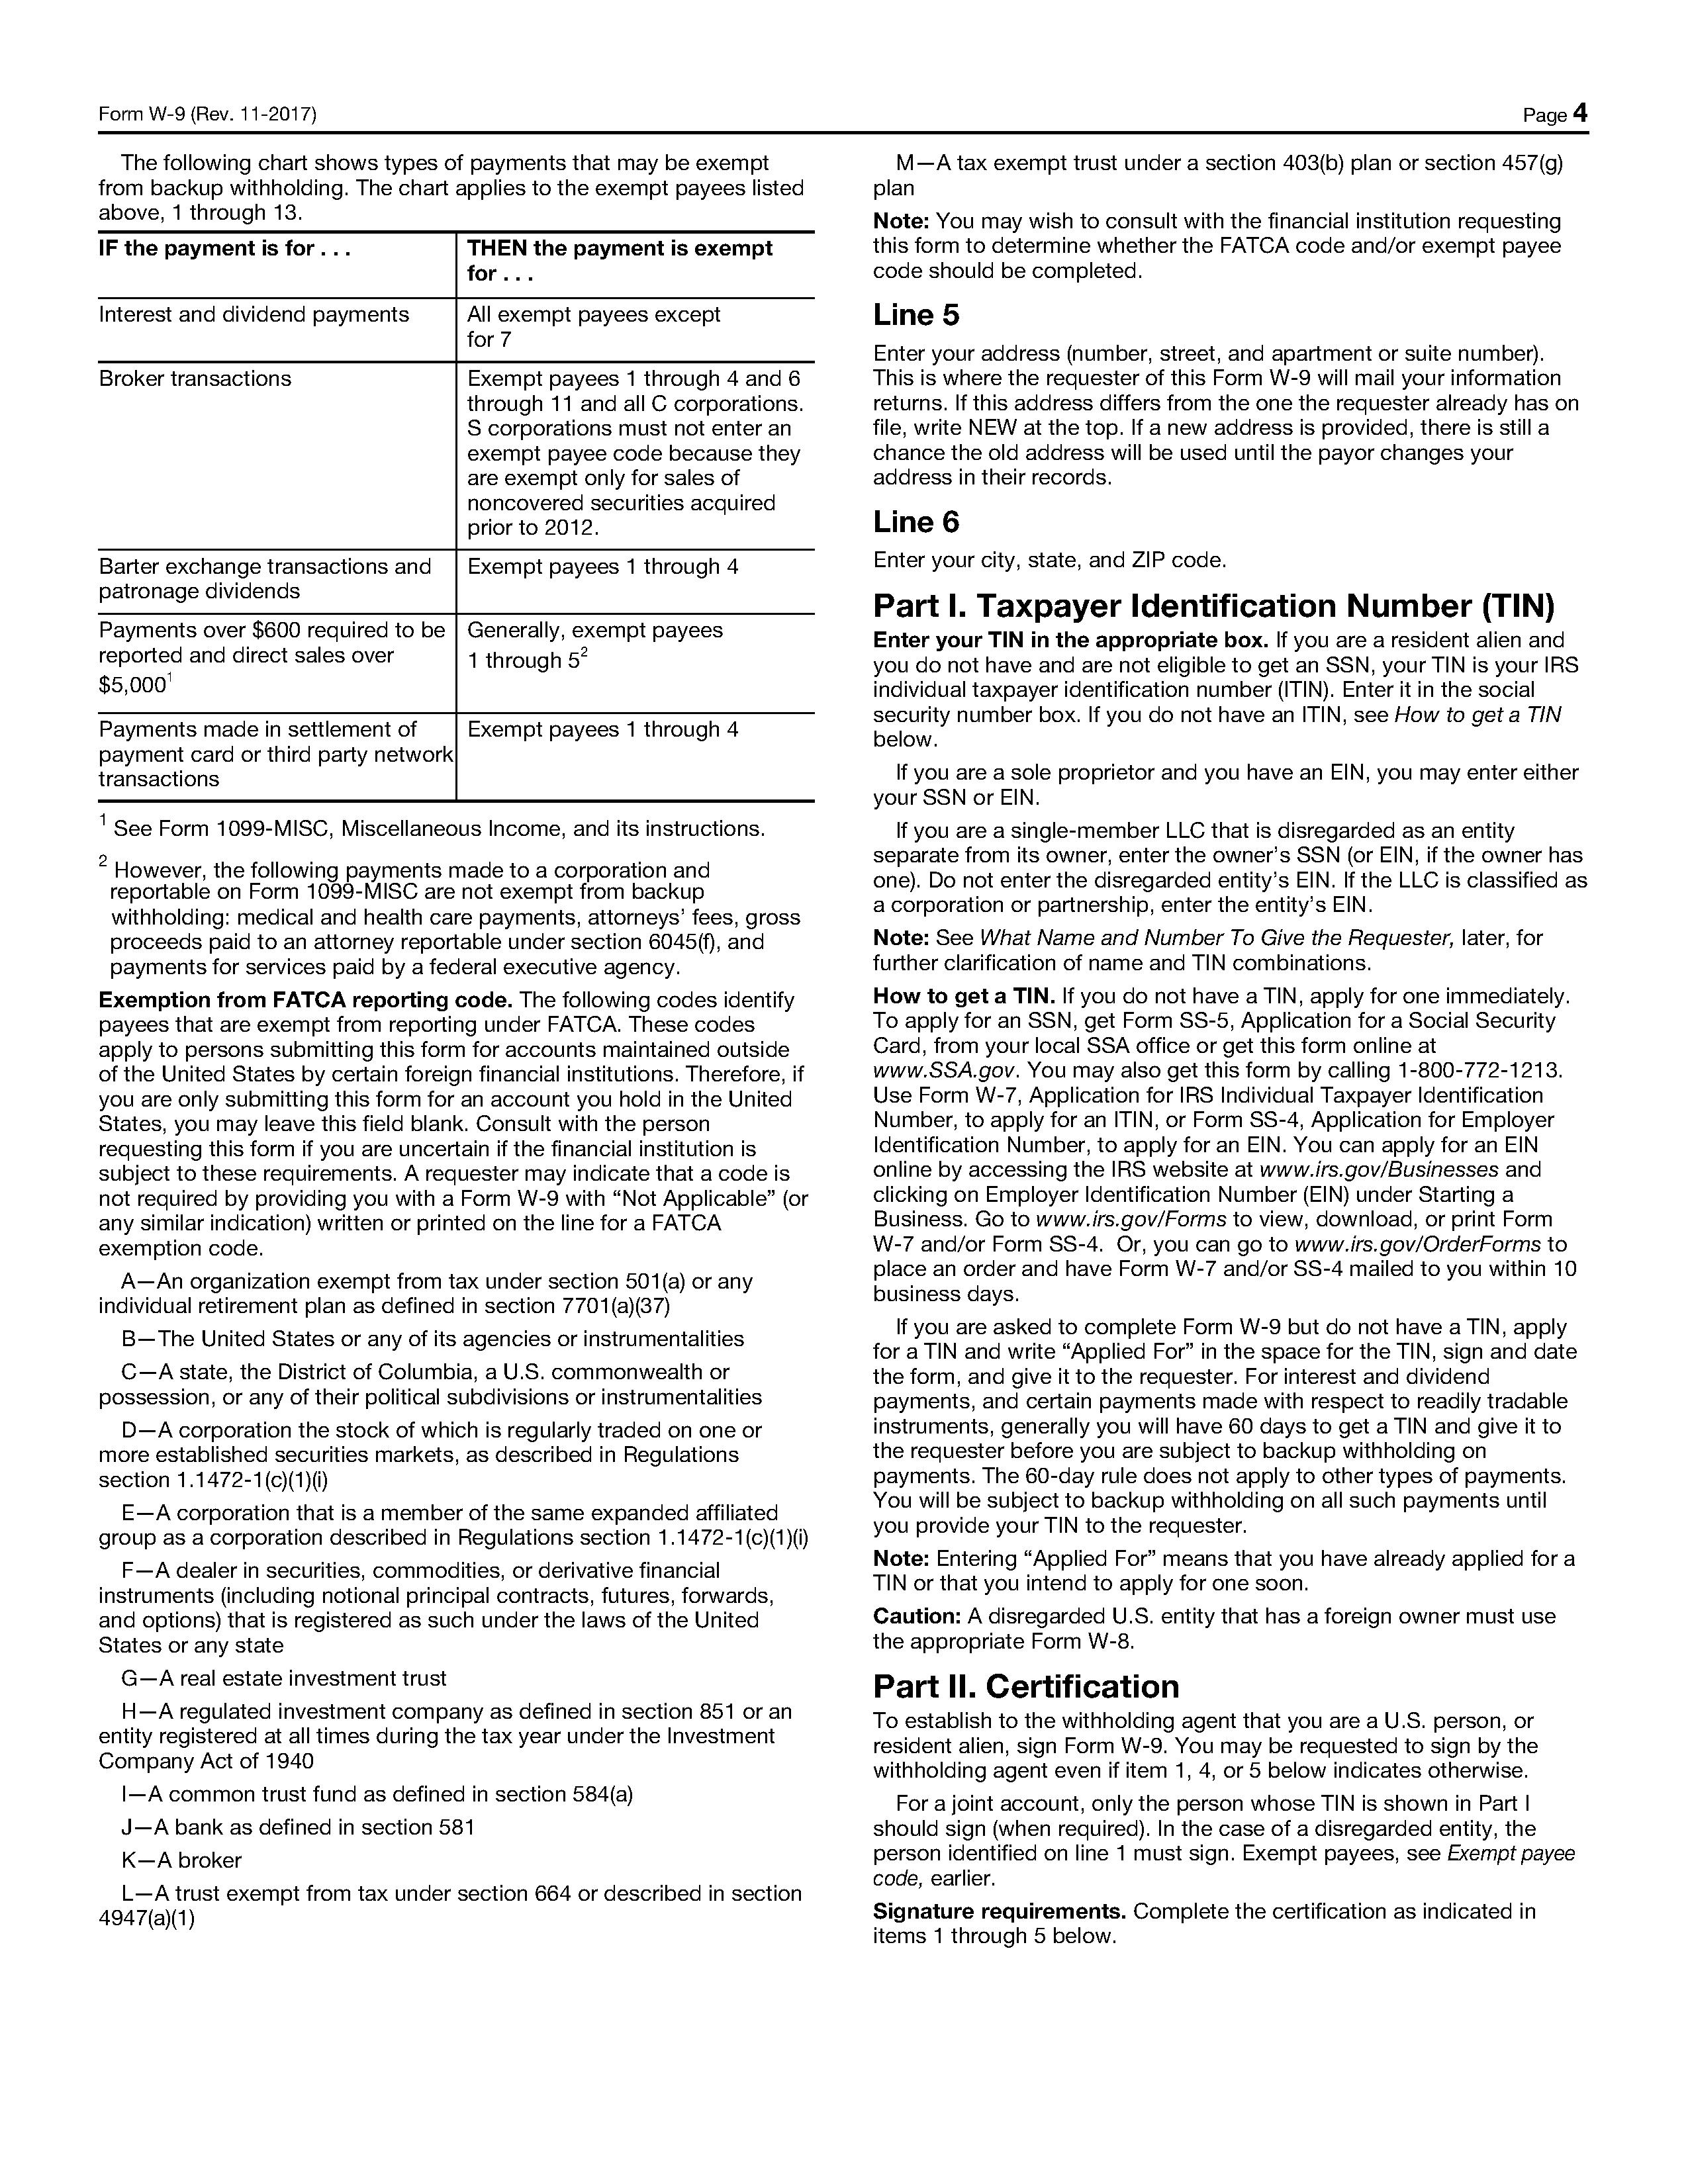 Form W-9 (Rev. 11-2017)
Page 4
The following chart shows types of payments that may be exempt
from backup withholding. The chart applies to the exempt payees listed
above, 1 through 13.
IF the payment is for . . .
THEN the payment is exempt
for . . .
Interest and dividend payments
All exempt payees except
for 7
Broker transactions
Exempt payees 1 through 4 and 6
through 11 and all C corporations.
S corporations must not enter an
exempt payee code because they
are exempt only for sales of
noncovered securities acquired
prior to 2012.
Barter exchange transactions and
patronage dividends
Exempt payees 1 through 4
Payments over $600 required to be
reported and direct sales over
$5,000¹
Generally, exempt payees
1 through 5²
Payments made in settlement of
payment card or third party network
transactions
Exempt payees 1 through 4
¹ See Form 1099-MISC, Miscellaneous Income, and its instructions.
² However, the following payments made to a corporation and
reportable on Form 1099-MISC are not exempt from backup
withholding: medical and health care payments, attorneys’ fees, gross
proceeds paid to an attorney reportable under section 6045(f), and
payments for services paid by a federal executive agency.
Exemption from FATCA reporting code. The following codes identify
payees that are exempt from reporting under FATCA. These codes
apply to persons submitting this form for accounts maintained outside
of the United States by certain foreign financial institutions. Therefore, if
you are only submitting this form for an account you hold in the United
States, you may leave this field blank. Consult with the person
requesting this form if you are uncertain if the financial institution is
subject to these requirements. A requester may indicate that a code is
not required by providing you with a Form W-9 with “Not Applicable” (or
any similar indication) written or printed on the line for a FATCA
exemption code.
A—An organization exempt from tax under section 501(a) or any
individual retirement plan as defined in section 7701(a)(37)
B—The United States or any of its agencies or instrumentalities
C—A state, the District of Columbia, a U.S. commonwealth or
possession, or any of their political subdivisions or instrumentalities
D—A corporation the stock of which is regularly traded on one or
more established securities markets, as described in Regulations
section 1.1472-1(c)(1)(i)
E—A corporation that is a member of the same expanded affiliated
group as a corporation described in Regulations section 1.1472-1(c)(1)(i)
F—A dealer in securities, commodities, or derivative financial
instruments (including notional principal contracts, futures, forwards,
and options) that is registered as such under the laws of the United
States or any state
G—A real estate investment trust
H—A regulated investment company as defined in section 851 or an
entity registered at all times during the tax year under the Investment
Company Act of 1940
I—A common trust fund as defined in section 584(a)
J—A bank as defined in section 581
K—A broker
L—A trust exempt from tax under section 664 or described in section
4947(a)(1)
M—A tax exempt trust under a section 403(b) plan or section 457(g)
plan
Note: You may wish to consult with the financial institution requesting
this form to determine whether the FATCA code and/or exempt payee
code should be completed.
Line 5
Enter your address (number, street, and apartment or suite number).
This is where the requester of this Form W-9 will mail your information
returns. If this address differs from the one the requester already has on
file, write NEW at the top. If a new address is provided, there is still a
chance the old address will be used until the payor changes your
address in their records.
Line 6
Enter your city, state, and ZIP code.
Part I. Taxpayer Identification Number (TIN)
Enter your TIN in the appropriate box. If you are a resident alien and
you do not have and are not eligible to get an SSN, your TIN is your IRS
individual taxpayer identification number (ITIN). Enter it in the social
security number box. If you do not have an ITIN, see How to get a TIN
below.
If you are a sole proprietor and you have an EIN, you may enter either
your SSN or EIN.
If you are a single-member LLC that is disregarded as an entity
separate from its owner, enter the owner’s SSN (or EIN, if the owner has
one). Do not enter the disregarded entity’s EIN. If the LLC is classified as
a corporation or partnership, enter the entity’s EIN.
Note: See What Name and Number To Give the Requester, later, for
further clarification of name and TIN combinations.
How to get a TIN. If you do not have a TIN, apply for one immediately.
To apply for an SSN, get Form SS-5, Application for a Social Security
Card, from your local SSA office or get this form online at
www.SSA.gov. You may also get this form by calling 1-800-772-1213.
Use Form W-7, Application for IRS Individual Taxpayer Identification
Number, to apply for an ITIN, or Form SS-4, Application for Employer
Identification Number, to apply for an EIN. You can apply for an EIN
online by accessing the IRS website at www.irs.gov/Businesses and
clicking on Employer Identification Number (EIN) under Starting a
Business. Go to www.irs.gov/Forms to view, download, or print Form
W-7 and/or Form SS-4. Or, you can go to www.irs.gov/OrderForms to
place an order and have Form W-7 and/or SS-4 mailed to you within 10
business days.
If you are asked to complete Form W-9 but do not have a TIN, apply
for a TIN and write “Applied For” in the space for the TIN, sign and date
the form, and give it to the requester. For interest and dividend
payments, and certain payments made with respect to readily tradable
instruments, generally you will have 60 days to get a TIN and give it to
the requester before you are subject to backup withholding on
payments. The 60-day rule does not apply to other types of payments.
You will be subject to backup withholding on all such payments until
you provide your TIN to the requester.
Note: Entering “Applied For” means that you have already applied for a
TIN or that you intend to apply for one soon.
Caution: A disregarded U.S. entity that has a foreign owner must use
the appropriate Form W-8.
Part II. Certification
To establish to the withholding agent that you are a U.S. person, or
resident alien, sign Form W-9. You may be requested to sign by the
withholding agent even if item 1, 4, or 5 below indicates otherwise.
For a joint account, only the person whose TIN is shown in Part I
should sign (when required). In the case of a disregarded entity, the
person identified on line 1 must sign. Exempt payees, see Exempt payee
code, earlier.
Signature requirements. Complete the certification as indicated in
items 1 through 5 below.